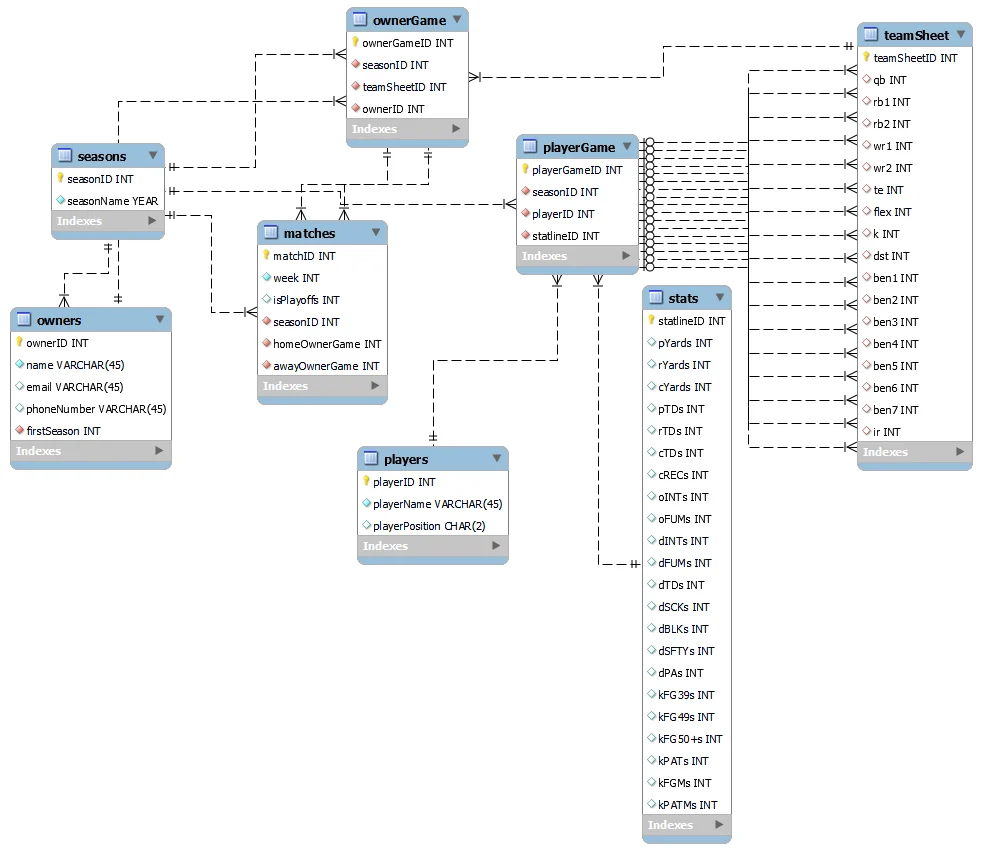 ownerGame
ownerGameID INT
seasonID INT
teamSheetID INT
ownerID INT
Indexes
teamSheet
teamSheetID INT
qb INT
rb1 INT
rb2 INT
wr1 INT
wr2 INT
te INT
flex INT
k INT
dst INT
ben1 INT
ben2 INT
ben3 INT
ben4 INT
ben5 INT
ben6 INT
ben7 INT
ir INT
Indexes
seasons
seasonID INT
seasonName YEAR
Indexes
playerGame
playerGameID INT
seasonID INT
playerID INT
statlineID INT
Indexes
matches
matchID INT
week INT
isPlayoffs INT
seasonID INT
homeOwnerGame INT
awayOwnerGame INT
Indexes
owners
ownerID INT
name VARCHAR(45)
email VARCHAR(45)
phoneNumber VARCHAR(45)
firstSeason INT
Indexes
stats
statlineID INT
pYards INT
rYards INT
cYards INT
pTDs INT
rTDs INT
cTDs INT
cRECs INT
oINTs INT
oFUMs INT
dINTs INT
dFUMs INT
dTDs INT
dSCKs INT
dBLKs INT
dSFTYs INT
dPAs INT
kFG39s INT
kFG49s INT
kFG50+s INT
kPATs INT
kFGMs INT
kPATMs INT
Indexes
players
playerID INT
playerName VARCHAR(45)
playerPosition CHAR(2)
Indexes